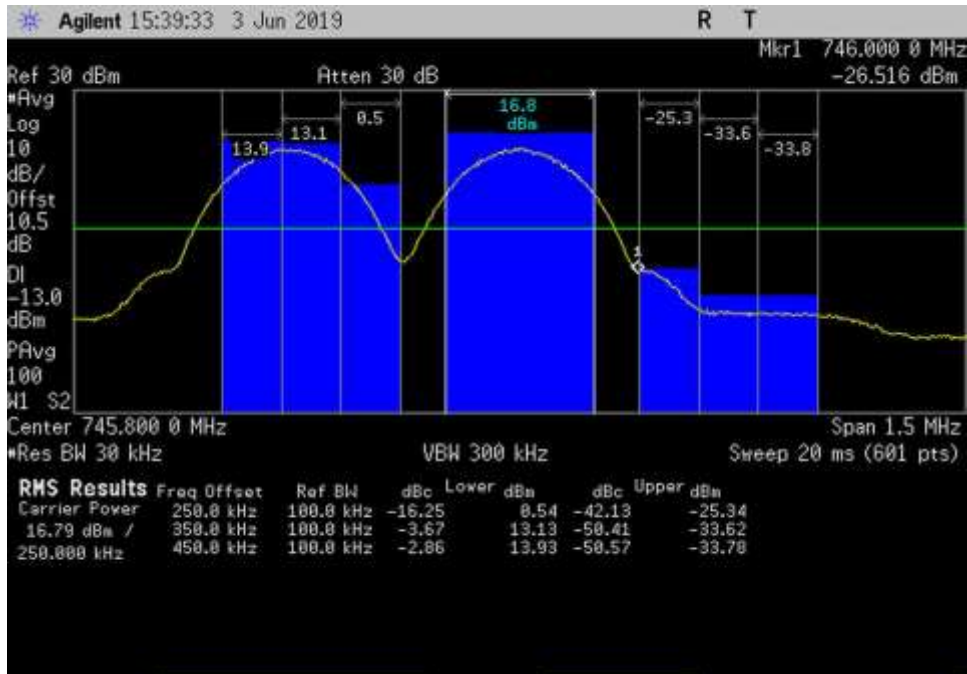 Agilent 15:39:33 3 Jun 2019 R T
Mkr1 746.000 0 MHz
Ref 30 dBm Atten 30 dB -26.516 dBm
#Avg
Log
10
dB/
Offst
10.5
dB
DI
-13.0
dBm
PAvg
100
W1 S2
13.9
13.1
0.5
16.8
dBm
-25.3
-33.6
-33.8
1
Center 745.800 0 MHz Span 1.5 MHz
#Res BW 30 kHz VBW 300 kHz Sweep 20 ms (601 pts)
RMS Results Freq Offset Ref BW dBc Lower dBm dBc Upper dBm
Carrier Power 250.0 kHz 100.0 kHz -16.25 0.54 -42.13 -25.34
16.79 dBm / 350.0 kHz 100.0 kHz -3.67 13.13 -50.41 -33.62
250.000 kHz 450.0 kHz 100.0 kHz -2.86 13.93 -50.57 -33.78